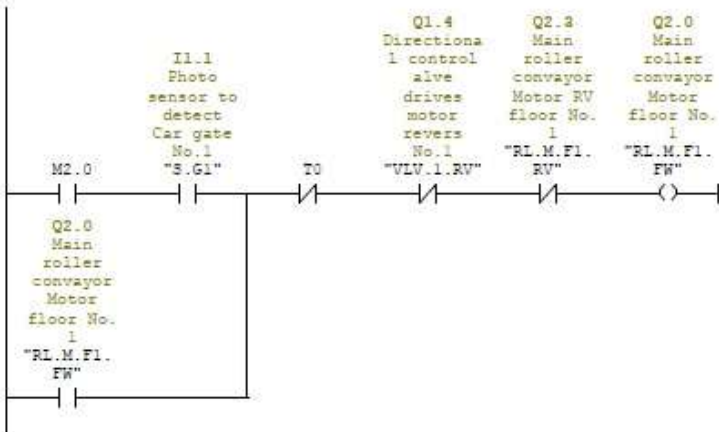 M2.0
I1.1
Photo
sensor to
detect
Car gate
No.1
"S.G1"
T0
Q1.4
Directiona
l control
alve
drives
motor
revers
No.1
"VLV.1.RV"
Q2.3
Main
roller
convayor
Motor RV
floor No.
1
"RL.M.F1.
RV"
Q2.0
Main
roller
convayor
Motor
floor No.
1
"RL.M.F1.
FW"
Q2.0
Main
roller
convayor
Motor
floor No.
1
"RL.M.F1.
FW"